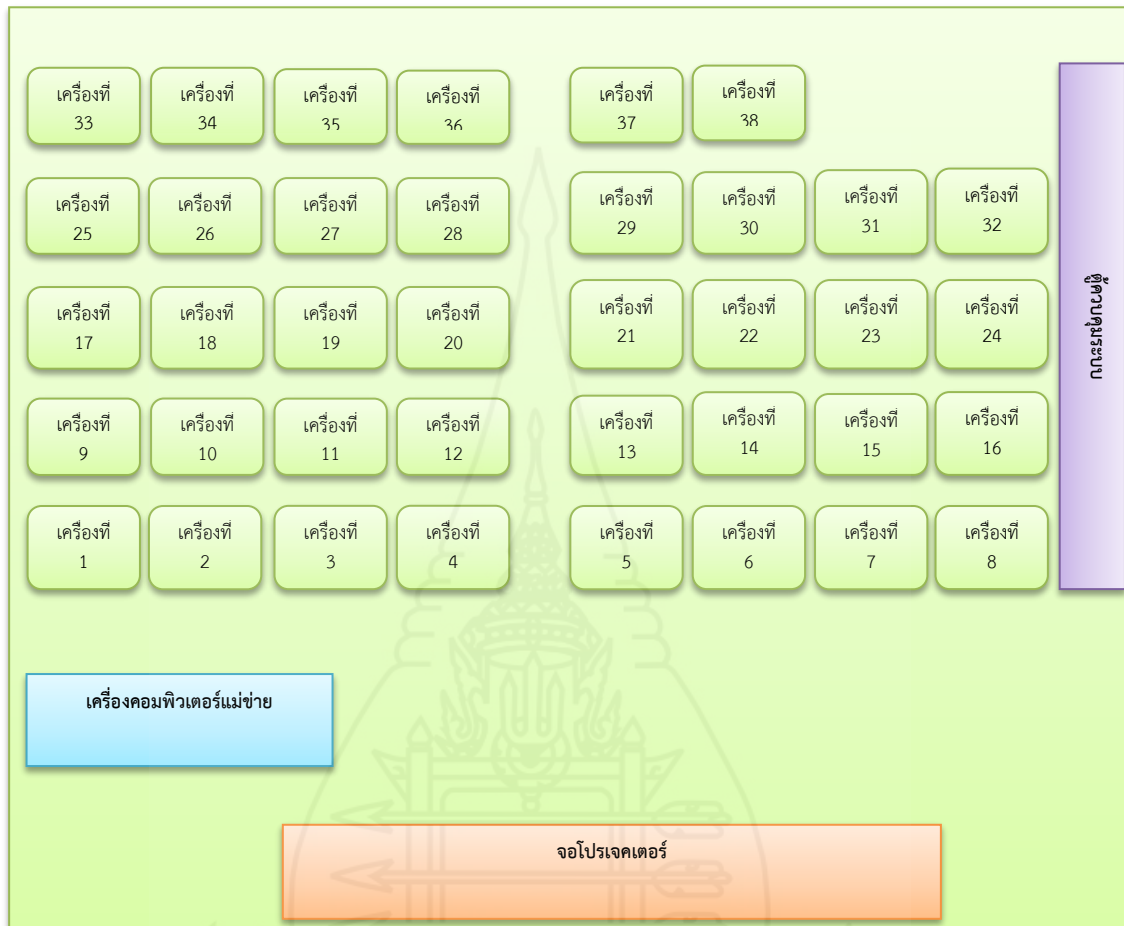 เครื่องที่ เครื่องที่ เครื่องที่ เครื่องที่ เครื่องที่ เครื่องที่
33 34 35 36 37 38
เครื่องที่ เครื่องที่ เครื่องที่ เครื่องที่ เครื่องที่ เครื่องที่ เครื่องที่ เครื่องที่
25 26 27 28 29 30 31 32
เครื่องที่ เครื่องที่ เครื่องที่ เครื่องที่ เครื่องที่ เครื่องที่ เครื่องที่ เครื่องที่
17 18 19 20 21 22 23 24
ตู้ควบคุมระบบ
เครื่องที่ เครื่องที่ เครื่องที่ เครื่องที่ เครื่องที่ เครื่องที่ เครื่องที่ เครื่องที่
9 10 11 12 13 14 15 16
เครื่องที่ เครื่องที่ เครื่องที่ เครื่องที่ เครื่องที่ เครื่องที่ เครื่องที่ เครื่องที่
1 2 3 4 5 6 7 8
เครื่องคอมพิวเตอร์แม่ข่าย
จอโปรเจคเตอร์